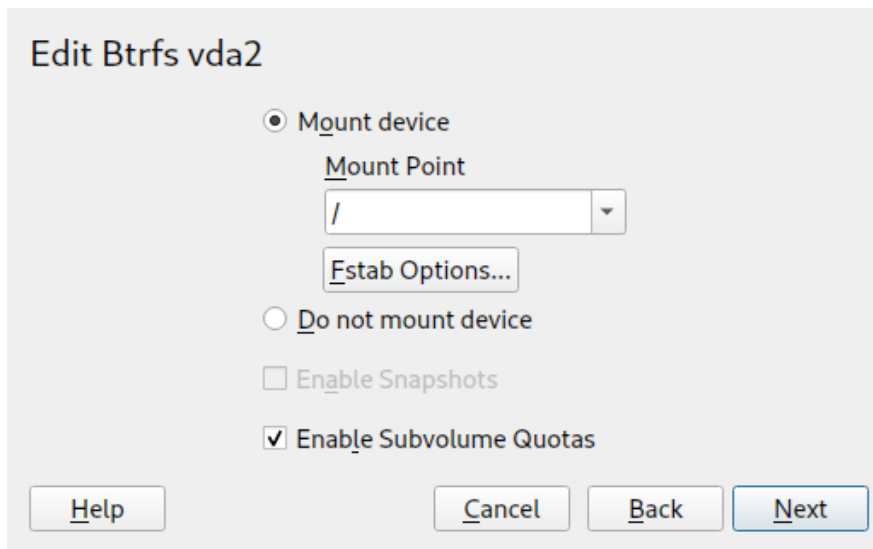 Edit Btrfs vda2
Mount device
Mount Point
/
Fstab Options...
Do not mount device
Enable Snapshots
Enable Subvolume Quotas
Help
Cancel
Back
Next